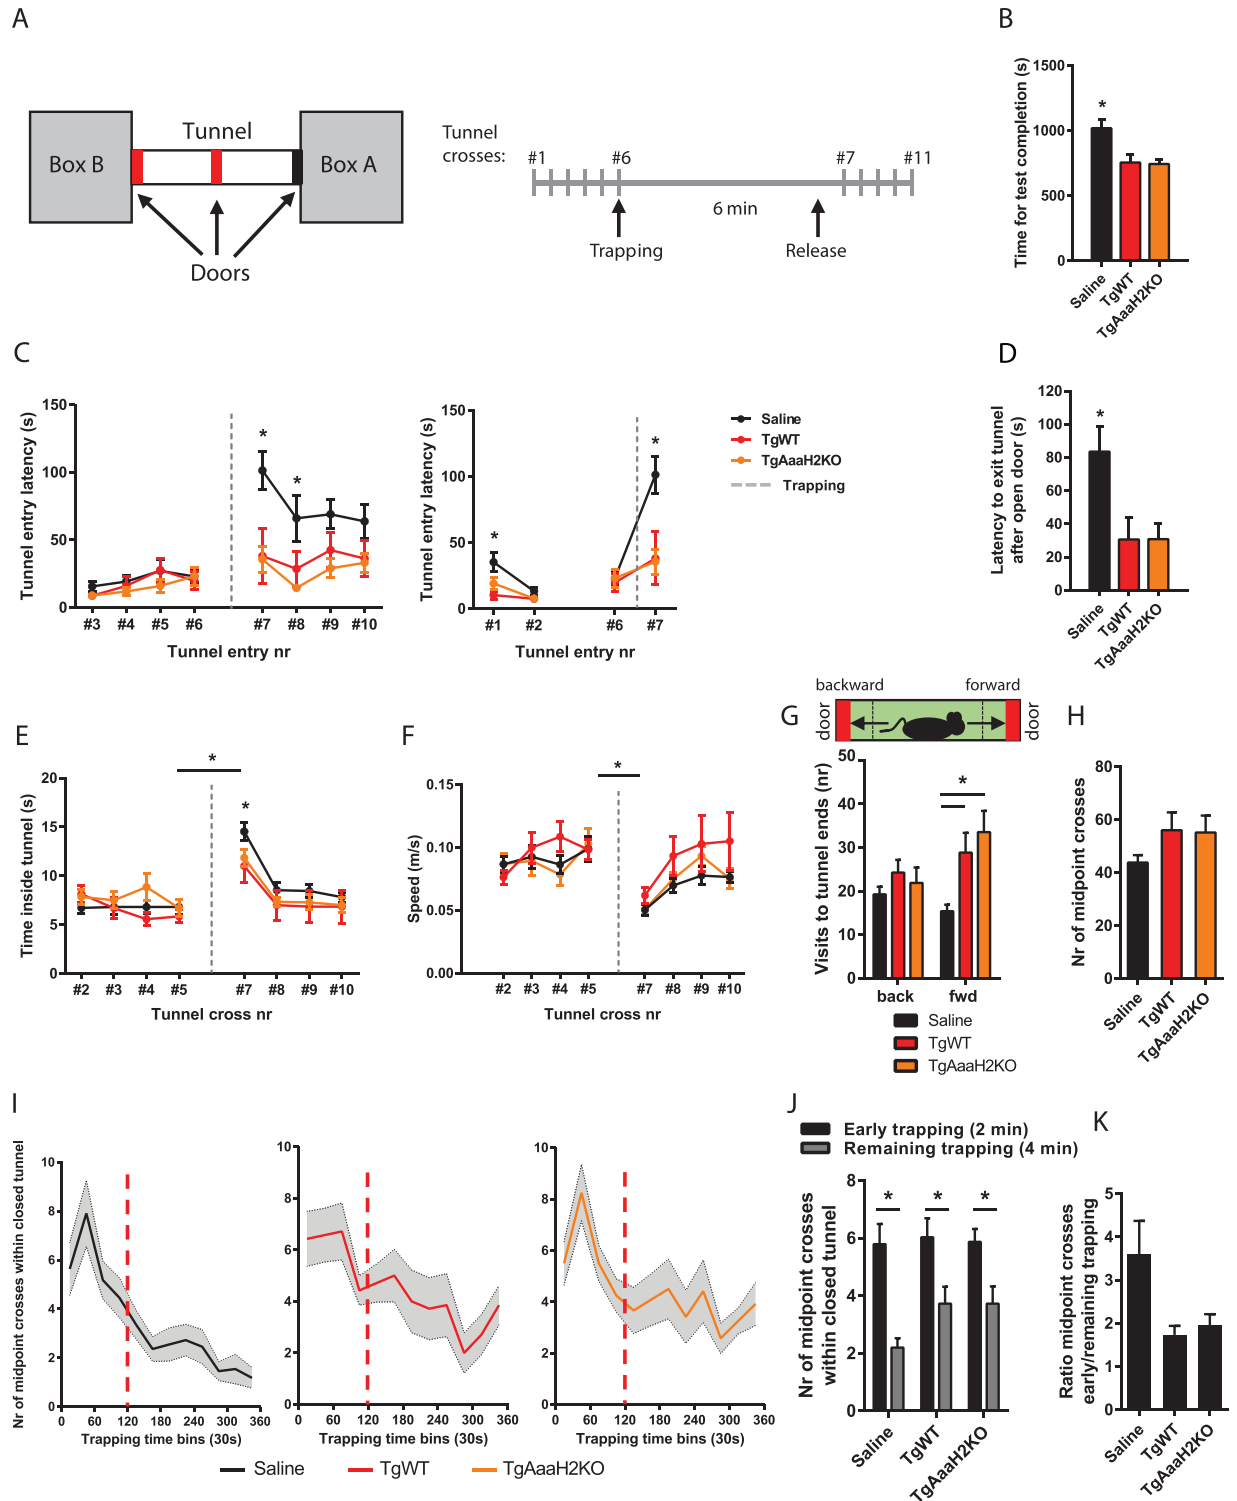 A
Box B
Tunnel
Box A
Doors
Tunnel
crosses:
#1
#6
#7
#11
6 min
Trapping
Release
B
Time for test completion (s)
1500
1000
500
0
*
Saline
TgWT
TgAaaH2KO
C
Tunnel entry latency (s)
150
100
50
0
*
*
#3 #4 #5 #6 #7 #8 #9 #10
Tunnel entry nr
Tunnel entry latency (s)
150
100
50
0
*
*
#1 #2 #6 #7
Tunnel entry nr
Saline
TgWT
TgAaaH2KO
Trapping
D
Latency to exit tunnel
after open door (s)
120
100
80
60
40
20
0
*
Saline
TgWT
TgAaaH2KO
E
Time inside tunnel (s)
20
15
10
5
0
*
*
#2 #3 #4 #5 #7 #8 #9 #10
Tunnel cross nr
F
Speed (m/s)
0.15
0.10
0.05
0.00
*
#2 #3 #4 #5 #7 #8 #9 #10
Tunnel cross nr
G
backward forward
door
door
Visits to tunnel ends (nr)
50
40
30
20
10
0
*
back fwd
Saline
TgWT
TgAaaH2KO
H
Nr of midpoint crosses
80
60
40
20
0
Saline
TgWT
TgAaaH2KO
I
Nr of midpoint crosses within closed tunnel
10
8
6
4
2
0
0 60 120 180 240 300 360
Trapping time bins (30s)
10
8
6
4
2
0
0 60 120 180 240 300 360
Trapping time bins (30s)
10
8
6
4
2
0
0 60 120 180 240 300 360
Trapping time bins (30s)
Saline
TgWT
TgAaaH2KO
J
Early trapping (2 min)
Remaining trapping (4 min)
Nr of midpoint crosses
within closed tunnel
8
6
4
2
0
* * *
Saline
TgWT
TgAaaH2KO
K
Ratio midpoint crosses
early/remaining trapping
5
4
3
2
1
0
Saline
TgWT
TgAaaH2KO